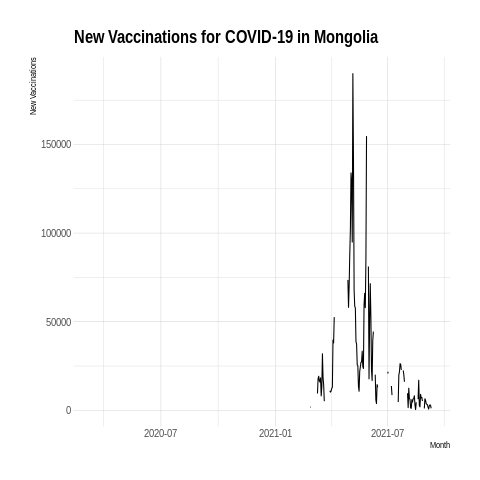 New Vaccinations for COVID-19 in Mongolia
New Vaccinations
150000
100000
50000
0
2020-07
2021-01
2021-07
Month